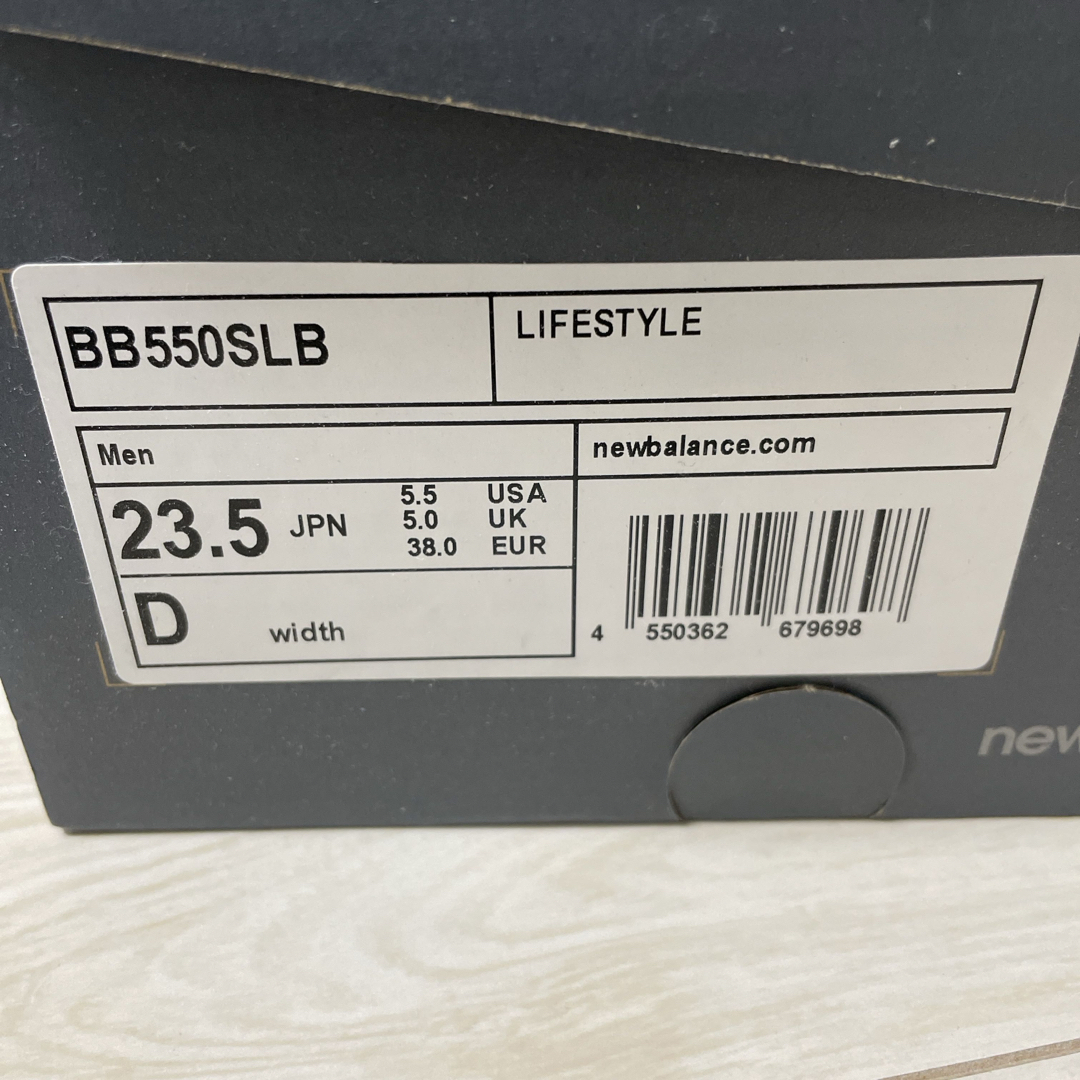 BB550SLB
LIFESTYLE
Men
newbalance.com
23.5 JPN
5.5 USA
5.0 UK
38.0 EUR
D width
4 550362 679698
new